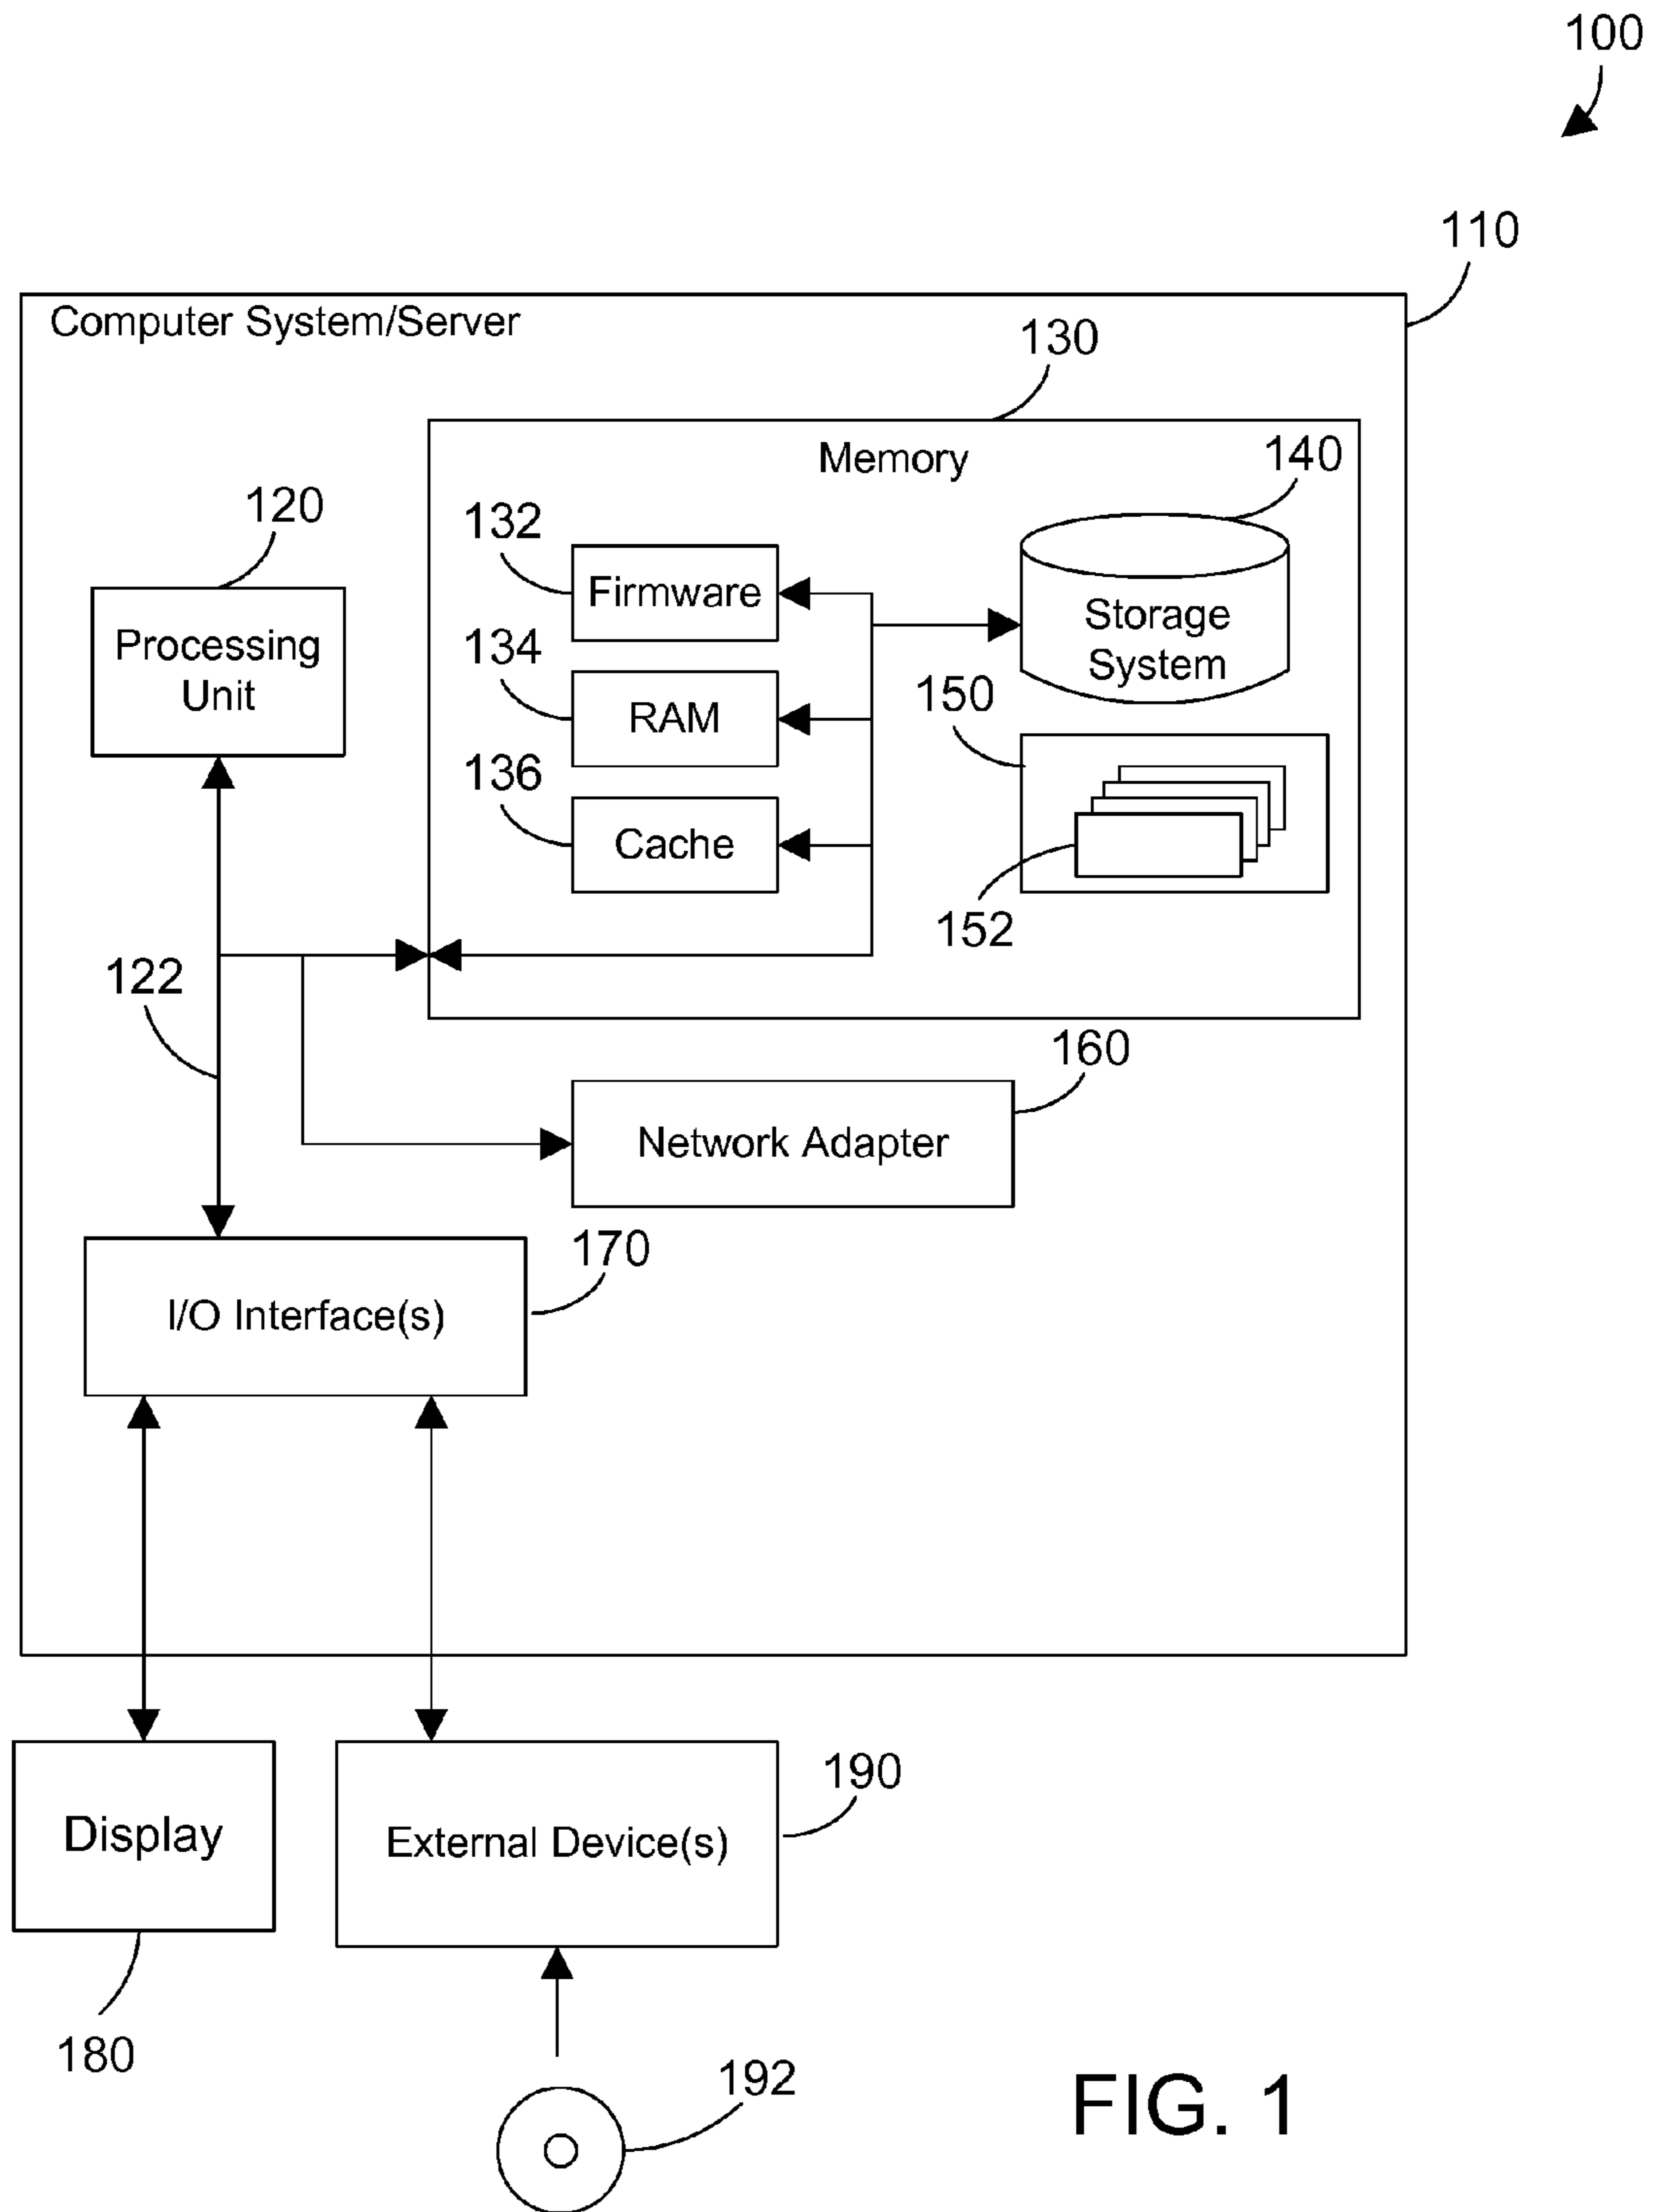 100
110
Computer System/Server
130
Memory
140
120
132
Firmware
Processing
Unit
134
Storage
System
RAM
150
136
Cache
152
122
160
Network Adapter
170
I/O Interface(s)
190
Display
External Device(s)
180
192
FIG. 1